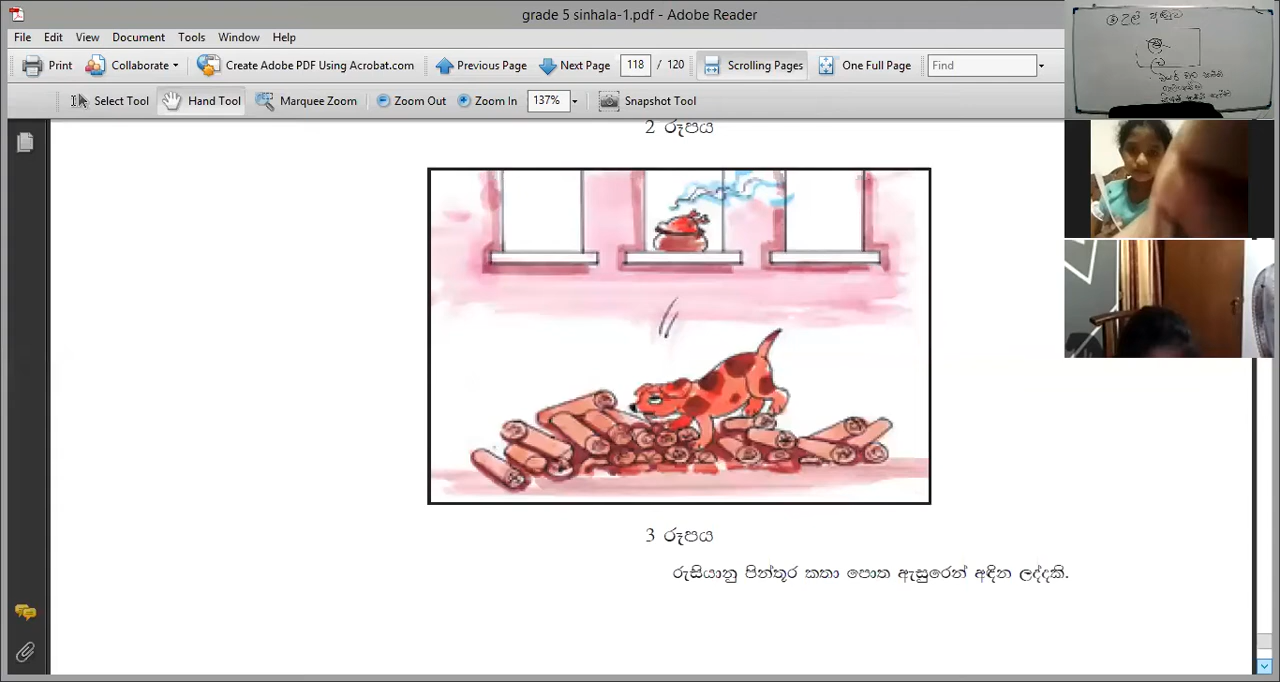 grade 5 sinhala-1.pdf - Adobe Reader
File Edit View Document Tools Window Help
Print Collaborate Create Adobe PDF Using Acrobat.com Previous Page Next Page 118 / 120 Scrolling Pages One Full Page Find
Select Tool Hand Tool Marquee Zoom Zoom Out Zoom In 137% Snapshot Tool
2 රූපය
3 රූපය
රුසියානු පින්තූර කතා පොත ඇසුරෙන් අඳින ලද්දකි.